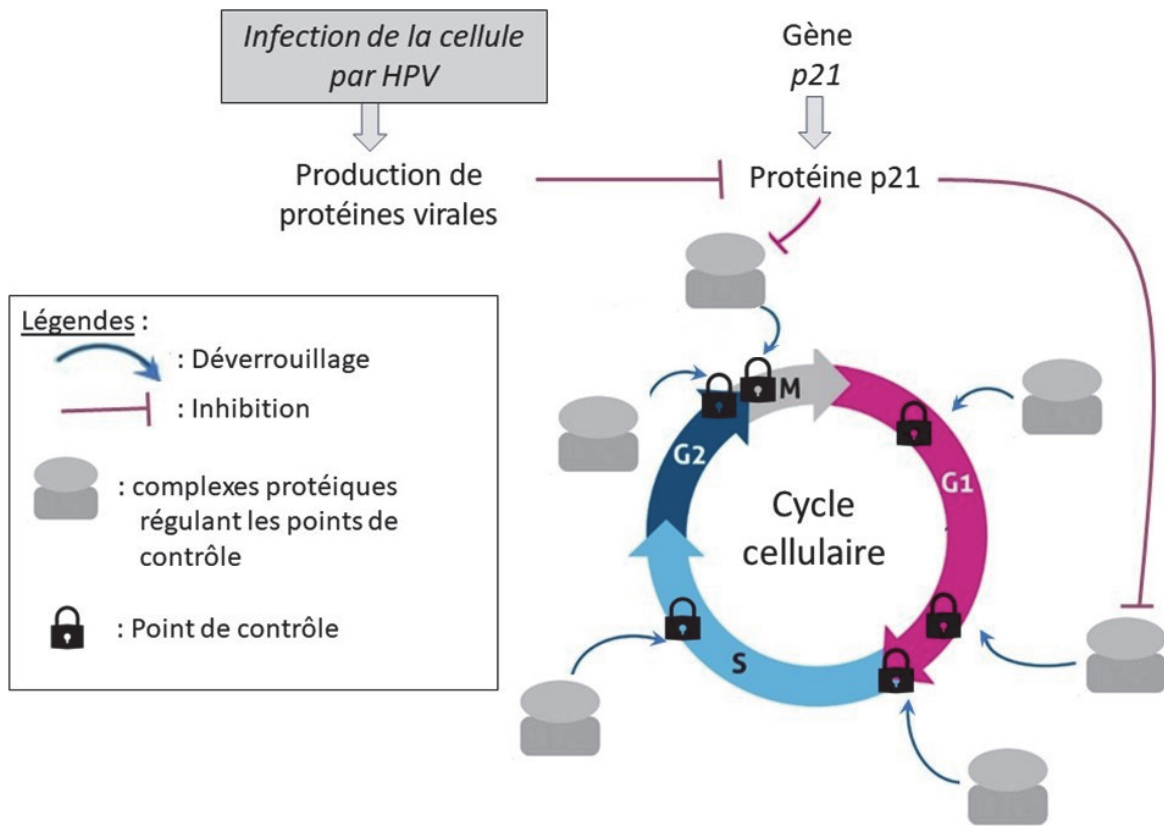 Infection de la cellule
par HPV
Gène
p21
Production de
protéines virales
Protéine p21
Légendes :
: Déverrouillage
: Inhibition
: complexes protéiques
régulant les points de
contrôle
: Point de contrôle
M
G1
G2
S
Cycle
cellulaire